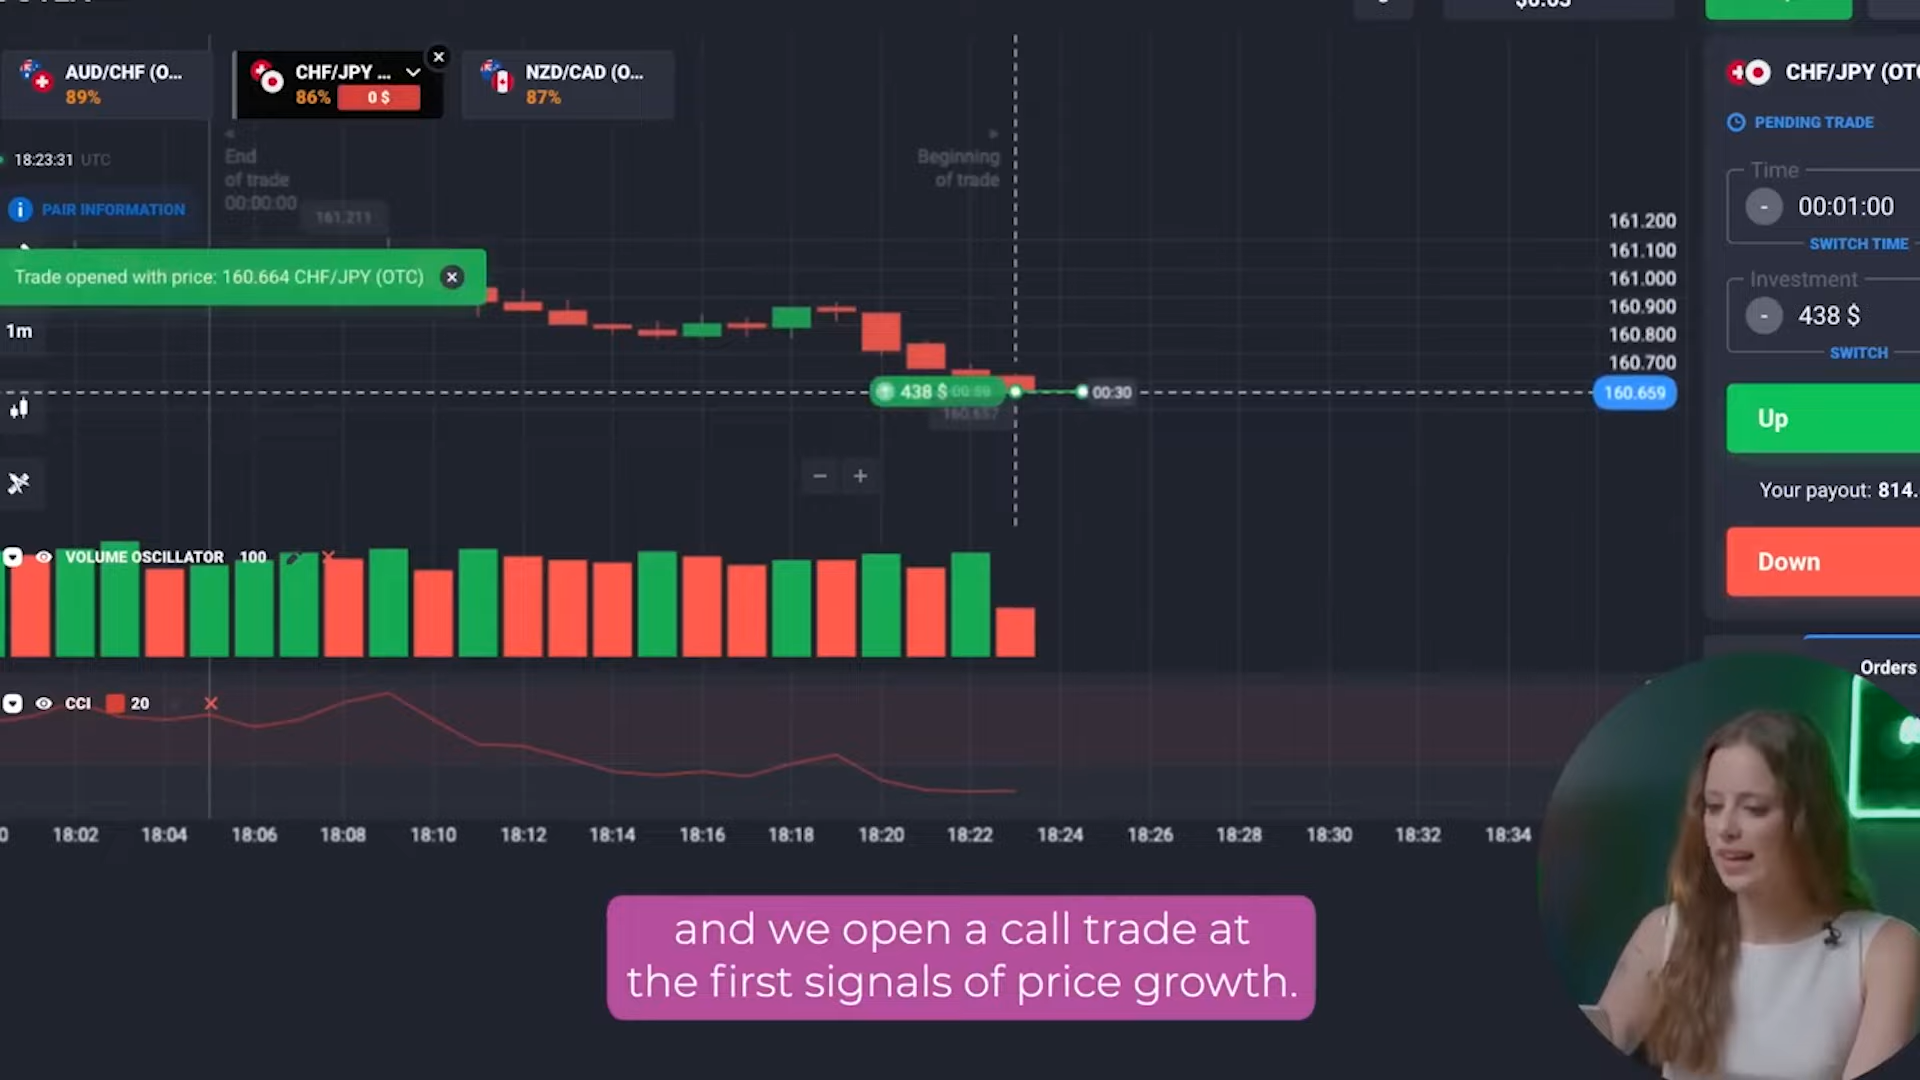 AUD/CHF (O...
89%
CHF/JPY ...
86%
0 $
NZD/CAD (O...
87%
CHF/JPY (OTC
PENDING TRADE
18:23:31 UTC
End
of trade
00:00:00
Beginning
of trade
PAIR INFORMATION
161.211
Trade opened with price: 160.664 CHF/JPY (OTC)
1m
161.200
161.100
161.000
160.900
160.800
160.700
160.659
438 $ 00:59
00:30
160.657
Time
00:01:00
SWITCH TIME
Investment
438 $
SWITCH
Up
Your payout: 814.
Down
Orders
VOLUME OSCILLATOR 100
CCI 20
18:02
18:04
18:06
18:08
18:10
18:12
18:14
18:16
18:18
18:20
18:22
18:24
18:26
18:28
18:30
18:32
18:34
and we open a call trade at
the first signals of price growth.